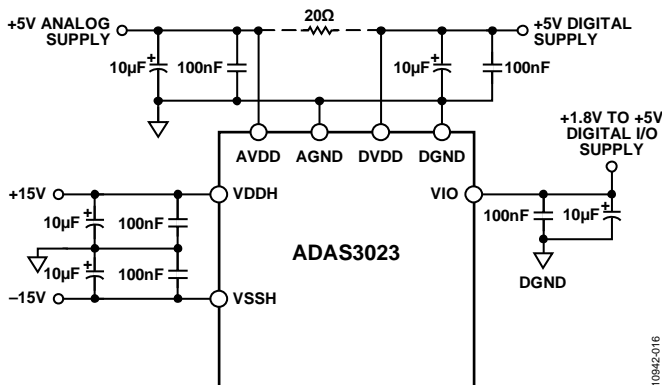 +5V ANALOG
SUPPLY
20Ω
+5V DIGITAL
SUPPLY
10µF
+
100nF
10µF
+
100nF
+1.8V TO +5V
DIGITAL I/O
SUPPLY
AVDD
AGND
DVDD
DGND
+15V
VDDH
VIO
10µF
+
100nF
100nF
10µF
+
ADAS3023
10µF
+
100nF
DGND
–15V
VSSH
10942-016